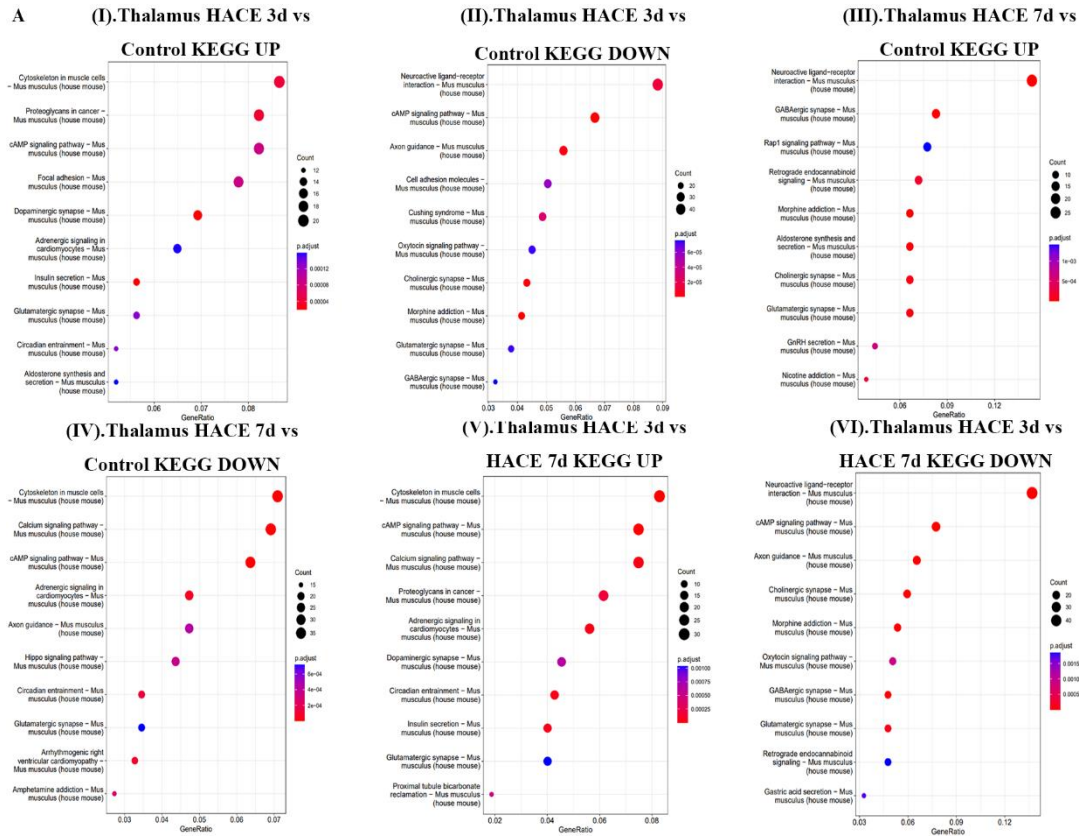 A
(I).Thalamus HACE 3d vs
Control KEGG UP
Cytoskeleton in muscle cells −
Mus musculus (house mouse)
Proteoglycans in cancer −
Mus musculus (house mouse)
cAMP signaling pathway − Mus
musculus (house mouse)
Focal adhesion − Mus
musculus (house mouse)
Dopaminergic synapse − Mus
musculus (house mouse)
Adrenergic signaling in
cardiomyocytes − Mus
musculus (house mouse)
Insulin secretion − Mus
musculus (house mouse)
Glutamatergic synapse − Mus
musculus (house mouse)
Circadian entrainment − Mus
musculus (house mouse)
Aldosterone synthesis and
secretion − Mus musculus
(house mouse)
0.06 0.07 0.08
GeneRatio
Count
12
14
16
18
20
p.adjust
0.00012
0.00008
0.00004
(II).Thalamus HACE 3d vs
Control KEGG DOWN
Neuroactive ligand−receptor
interaction − Mus musculus
(house mouse)
cAMP signaling pathway − Mus
musculus (house mouse)
Axon guidance − Mus musculus
(house mouse)
Cell adhesion molecules −
Mus musculus (house mouse)
Cushing syndrome − Mus
musculus (house mouse)
Oxytocin signaling pathway −
Mus musculus (house mouse)
Cholinergic synapse − Mus
musculus (house mouse)
Morphine addiction − Mus
musculus (house mouse)
Glutamatergic synapse − Mus
musculus (house mouse)
GABAergic synapse − Mus
musculus (house mouse)
0.03 0.04 0.05 0.06 0.07 0.08 0.09
GeneRatio
Count
20
30
40
p.adjust
6e−05
4e−05
2e−05
(III).Thalamus HACE 7d vs
Control KEGG UP
Neuroactive ligand−receptor
interaction − Mus musculus
(house mouse)
GABAergic synapse − Mus
musculus (house mouse)
Rap1 signaling pathway − Mus
musculus (house mouse)
Retrograde endocannabinoid
signaling − Mus musculus
(house mouse)
Morphine addiction − Mus
musculus (house mouse)
Aldosterone synthesis and
secretion − Mus musculus
(house mouse)
Cholinergic synapse − Mus
musculus (house mouse)
Glutamatergic synapse − Mus
musculus (house mouse)
GnRH secretion − Mus
musculus (house mouse)
Nicotine addiction − Mus
musculus (house mouse)
0.06 0.09 0.12
GeneRatio
Count
10
15
20
25
p.adjust
1e−03
5e−04
(IV).Thalamus HACE 7d vs
Control KEGG DOWN
Cytoskeleton in muscle cells
− Mus musculus (house mouse)
Calcium signaling pathway −
Mus musculus (house mouse)
cAMP signaling pathway − Mus
musculus (house mouse)
Adrenergic signaling in
cardiomyocytes − Mus
musculus (house mouse)
Axon guidance − Mus musculus
(house mouse)
Hippo signaling pathway −
Mus musculus (house mouse)
Circadian entrainment − Mus
musculus (house mouse)
Glutamatergic synapse − Mus
musculus (house mouse)
Arrhythmogenic right
ventricular cardiomyopathy −
Mus musculus (house mouse)
Amphetamine addiction − Mus
musculus (house mouse)
0.03 0.04 0.05 0.06 0.07
GeneRatio
Count
15
20
25
30
35
p.adjust
6e−04
4e−04
2e−04
(V).Thalamus HACE 3d vs
HACE 7d KEGG UP
Cytoskeleton in muscle cells
− Mus musculus (house mouse)
cAMP signaling pathway − Mus
musculus (house mouse)
Calcium signaling pathway −
Mus musculus (house mouse)
Proteoglycans in cancer −
Mus musculus (house mouse)
Adrenergic signaling in
cardiomyocytes − Mus
musculus (house mouse)
Dopaminergic synapse − Mus
musculus (house mouse)
Circadian entrainment − Mus
musculus (house mouse)
Insulin secretion − Mus
musculus (house mouse)
Glutamatergic synapse − Mus
musculus (house mouse)
Proximal tubule bicarbonate
reclamation − Mus musculus
(house mouse)
0.02 0.04 0.06 0.08
GeneRatio
Count
10
15
20
25
30
p.adjust
0.00100
0.00075
0.00050
0.00025
(VI).Thalamus HACE 3d vs
HACE 7d KEGG DOWN
Neuroactive ligand−receptor
interaction − Mus musculus
(house mouse)
cAMP signaling pathway − Mus
musculus (house mouse)
Axon guidance − Mus musculus
(house mouse)
Cholinergic synapse − Mus
musculus (house mouse)
Morphine addiction − Mus
musculus (house mouse)
Oxytocin signaling pathway
− Mus musculus (house mouse)
GABAergic synapse − Mus
musculus (house mouse)
Glutamatergic synapse − Mus
musculus (house mouse)
Retrograde endocannabinoid
signaling − Mus musculus
(house mouse)
Gastric acid secretion − Mus
musculus (house mouse)
0.03 0.06 0.09 0.13
GeneRatio
Count
20
30
40
p.adjust
0.0015
0.0010
0.0005